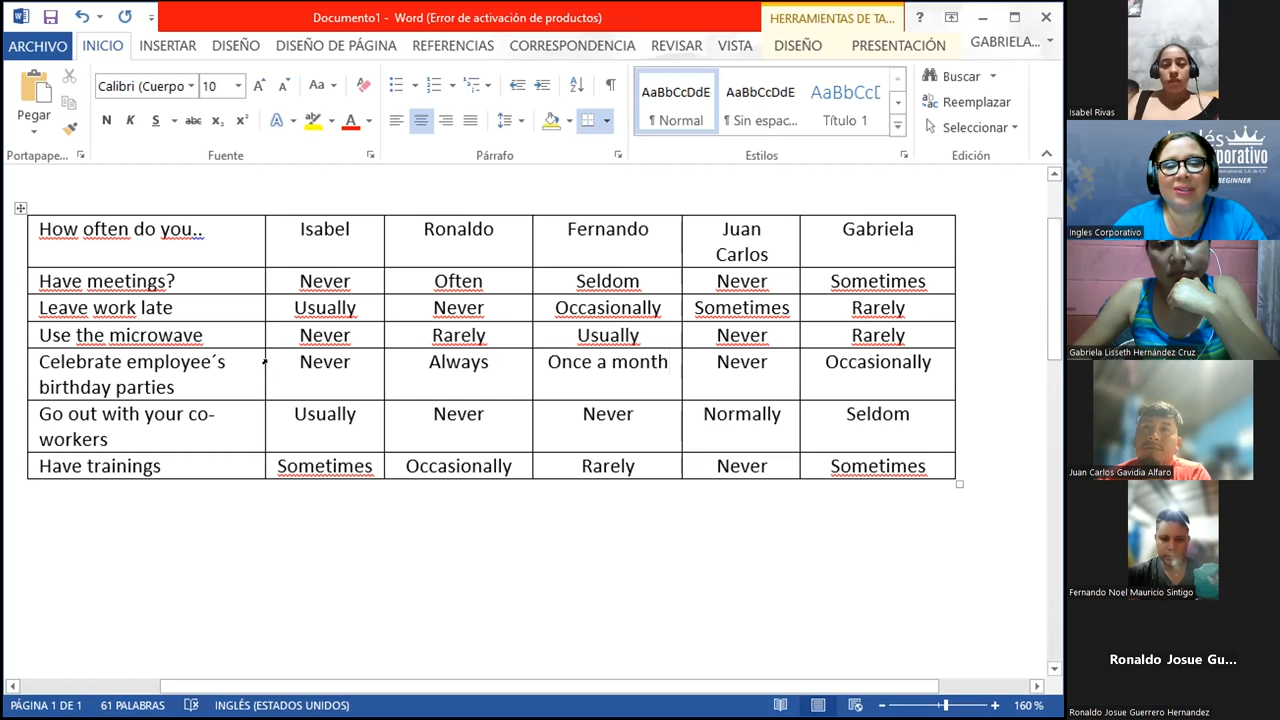 Documento1 - Word (Error de activación de productos)
HERRAMIENTAS DE TA...
?
ARCHIVO INICIO INSERTAR DISEÑO DISEÑO DE PÁGINA REFERENCIAS CORRESPONDENCIA REVISAR VISTA DISEÑO PRESENTACIÓN GABRIELA...
Pegar
Calibri (Cuerpo 10
Aa
N K S abc x₂ x² A A
AaBbCcDdE AaBbCcDdE AaBbCcD
¶ Normal ¶ Sin espac... Título 1
Buscar
Reemplazar
Seleccionar
Portapape... Fuente Párrafo Estilos Edición
How often do you.. Isabel Ronaldo Fernando Juan Carlos Gabriela
Have meetings? Never Often Seldom Never Sometimes
Leave work late Usually Never Occasionally Sometimes Rarely
Use the microwave Never Rarely Usually Never Rarely
Celebrate employee´s Never Always Once a month Never Occasionally
birthday parties
Go out with your co- Usually Never Never Normally Seldom
workers
Have trainings Sometimes Occasionally Rarely Never Sometimes
PÁGINA 1 DE 1 61 PALABRAS INGLÉS (ESTADOS UNIDOS) 160 %
Isabel Rivas
BEGINNER
Ingles Corporativo
Gabriela Lisseth Hernández Cruz
Juan Carlos Gavidia Alfaro
Fernando Noel Mauricio Sintigo
Ronaldo Josue Gu...
Ronaldo Josue Guerrero Hernandez